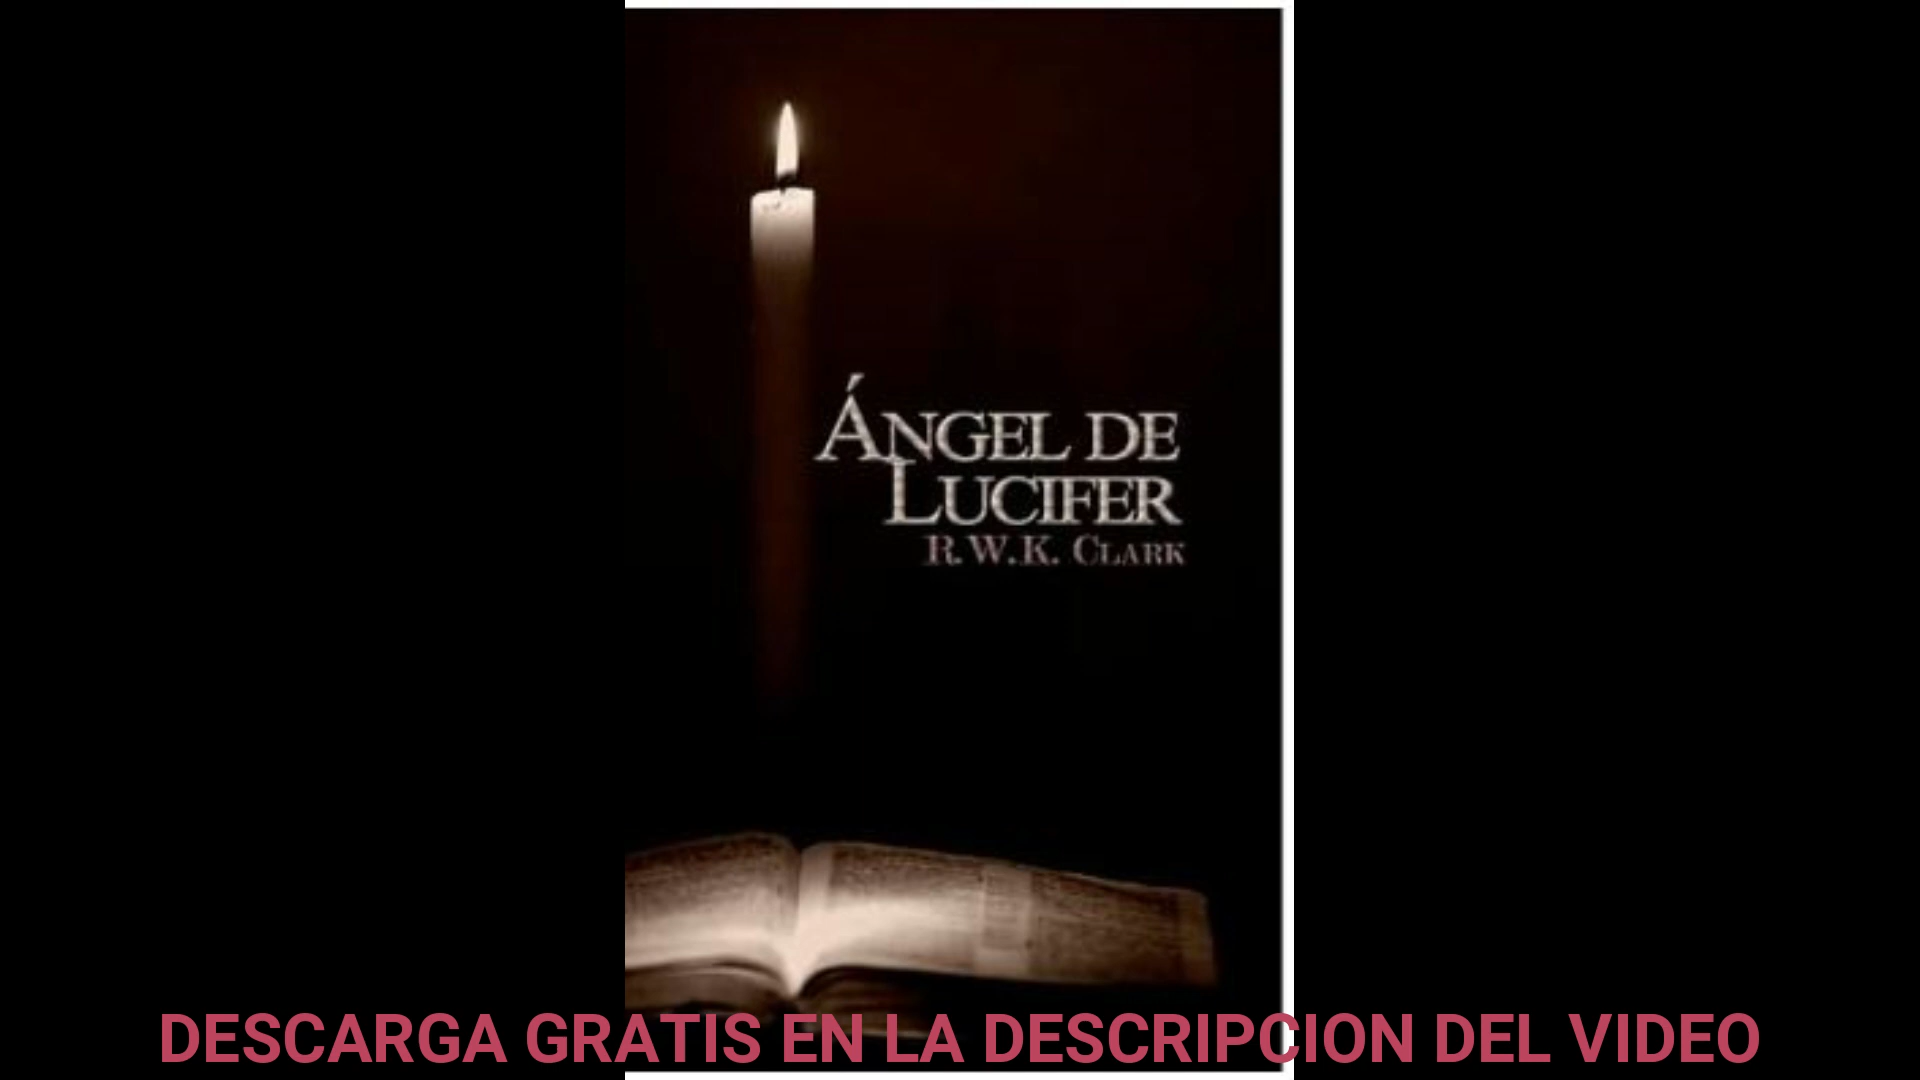 ÁNGEL DE
LUCIFER
R.W.K. CLARK
DESCARGA GRATIS EN LA DESCRIPCION DEL VIDEO